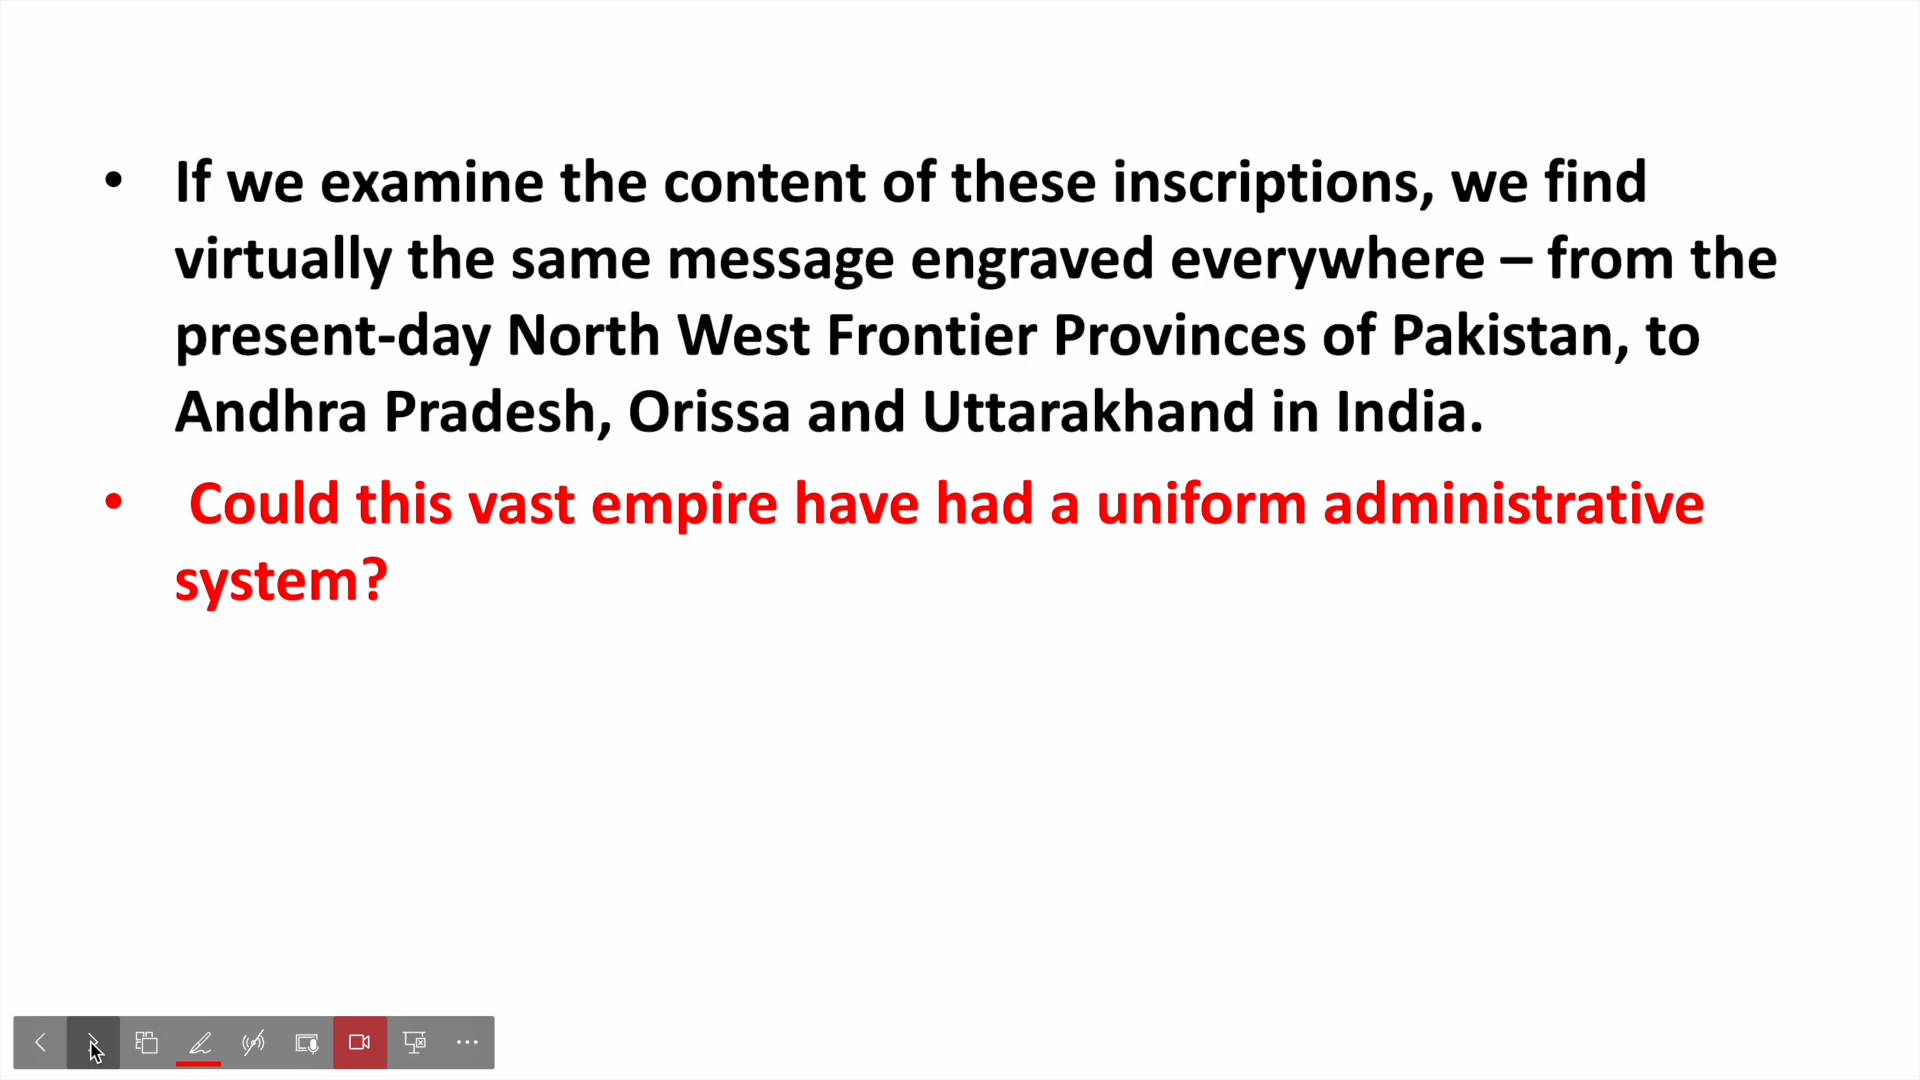 • If we examine the content of these inscriptions, we find
virtually the same message engraved everywhere – from the
present-day North West Frontier Provinces of Pakistan, to
Andhra Pradesh, Orissa and Uttarakhand in India.
• Could this vast empire have had a uniform administrative
system?